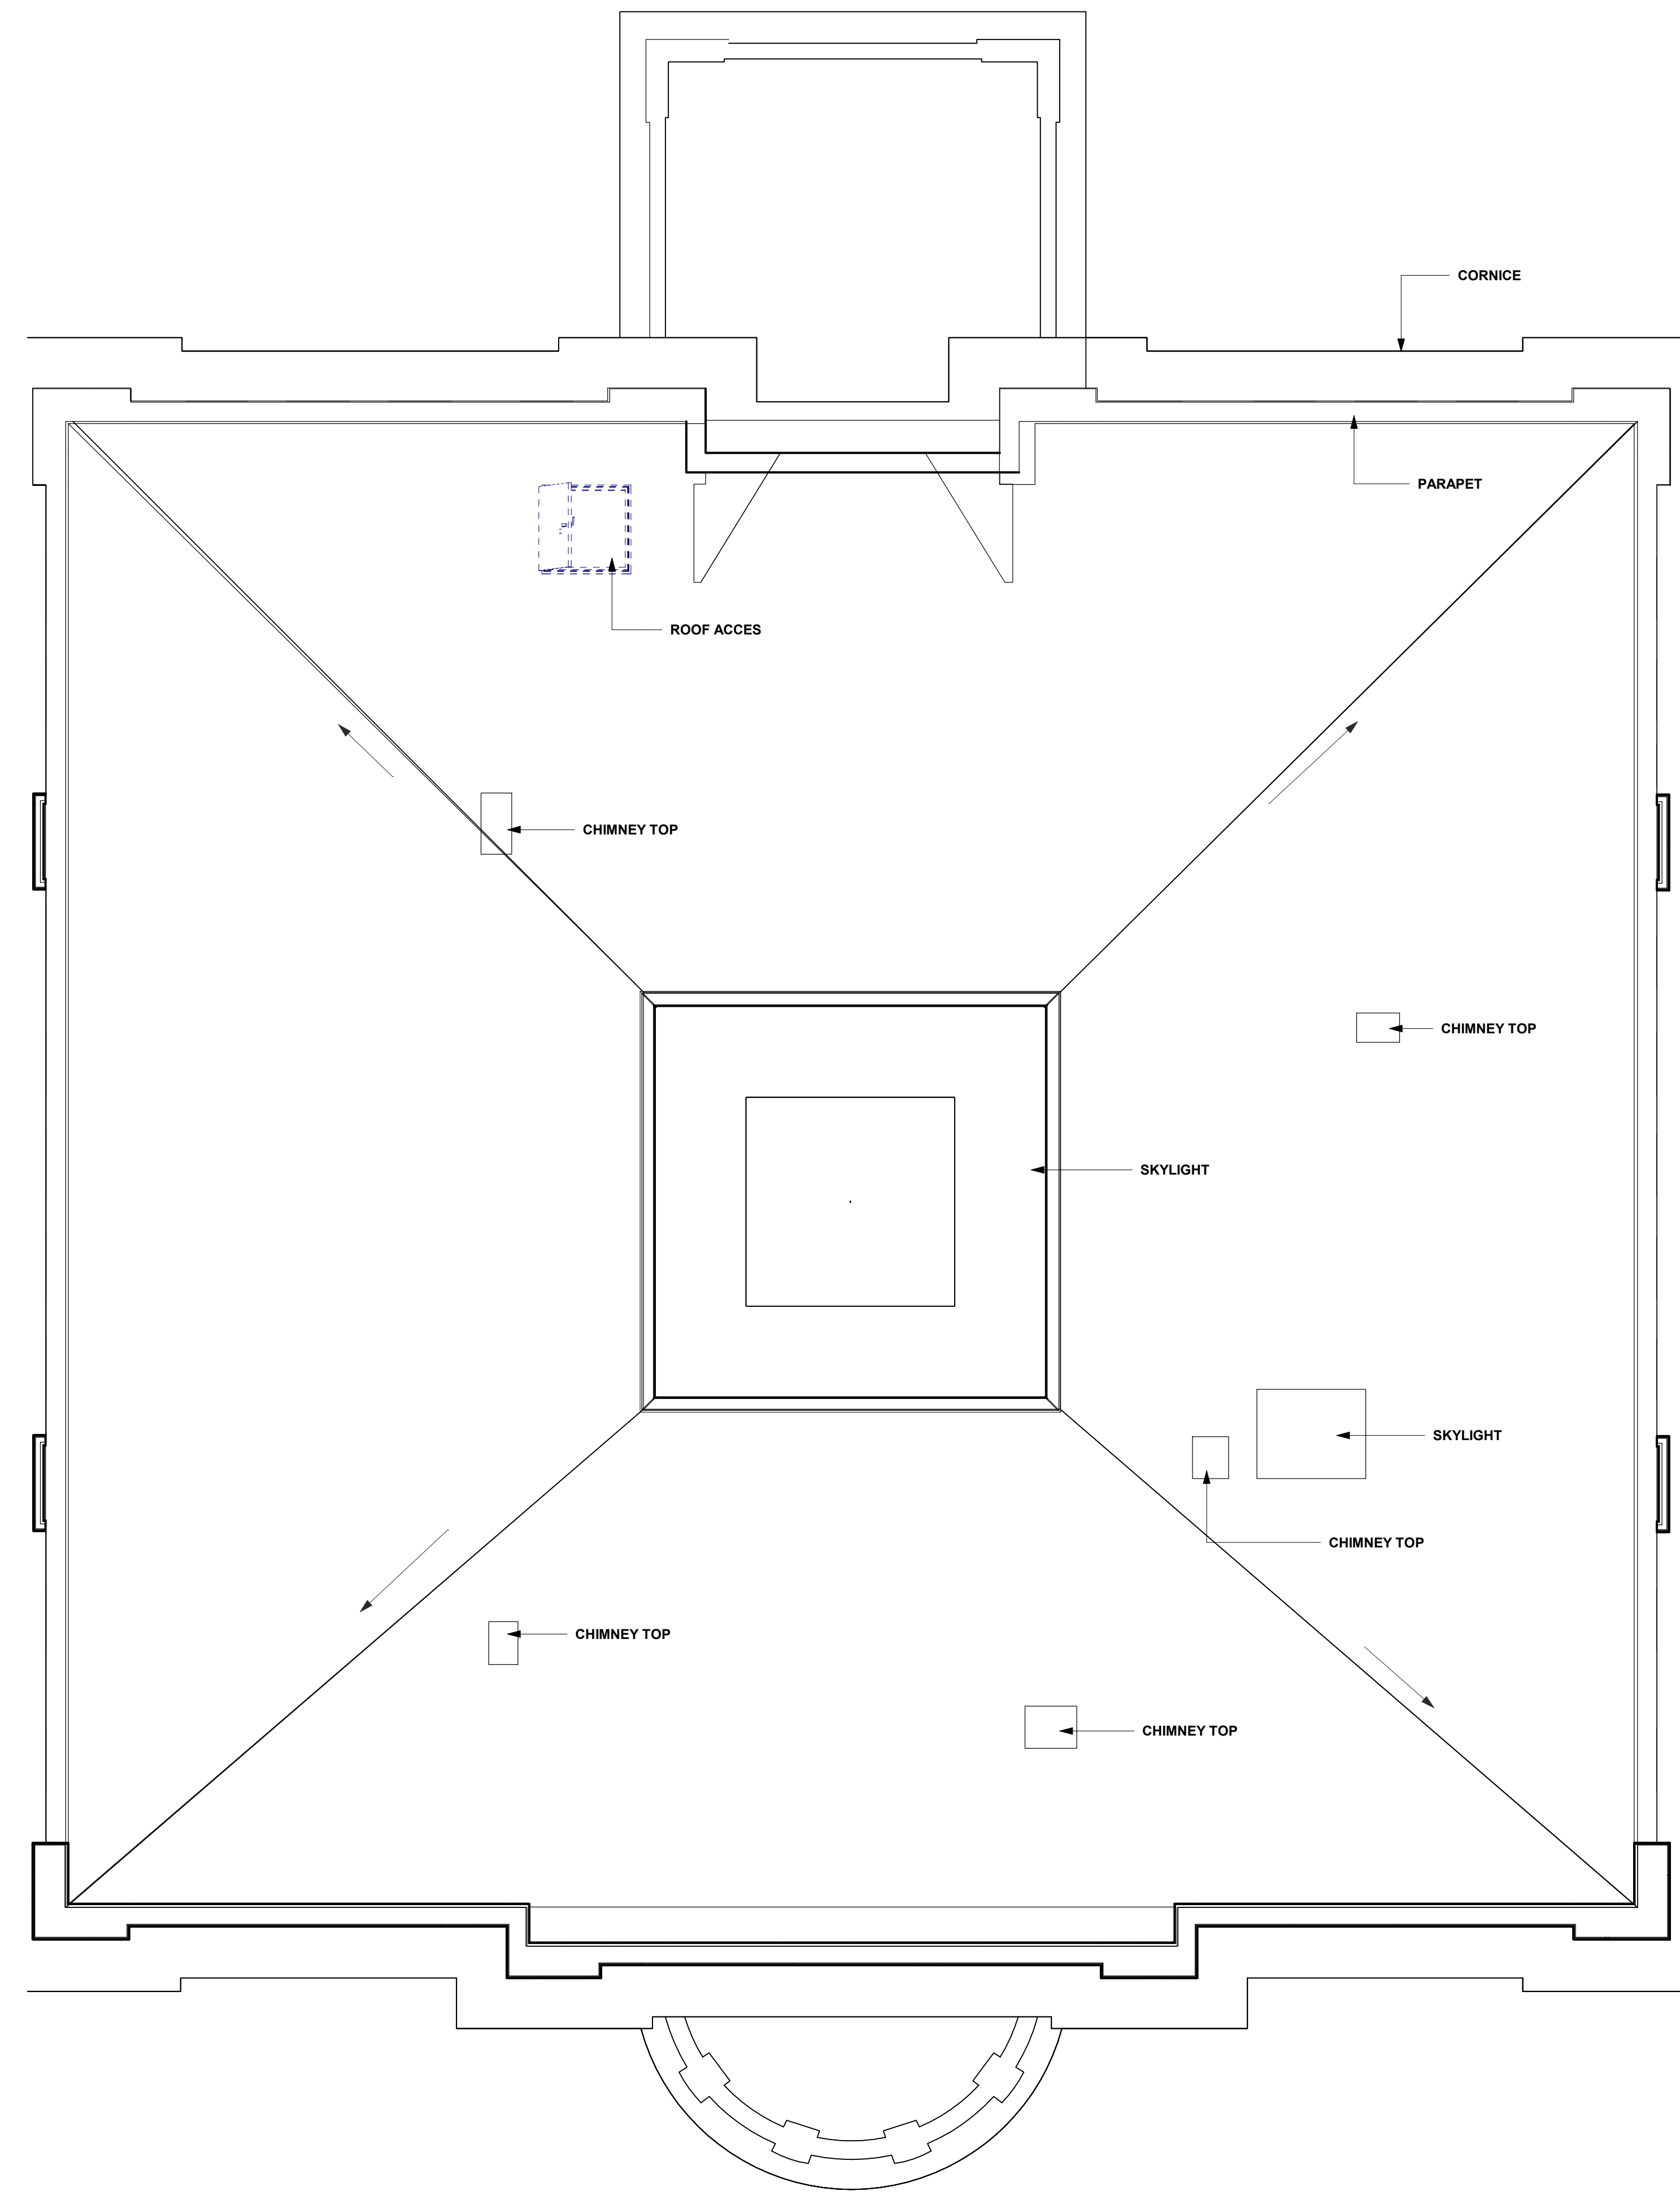 CORNICE
PARAPET
ROOF ACCES
CHIMNEY TOP
CHIMNEY TOP
SKYLIGHT
SKYLIGHT
CHIMNEY TOP
CHIMNEY TOP
CHIMNEY TOP